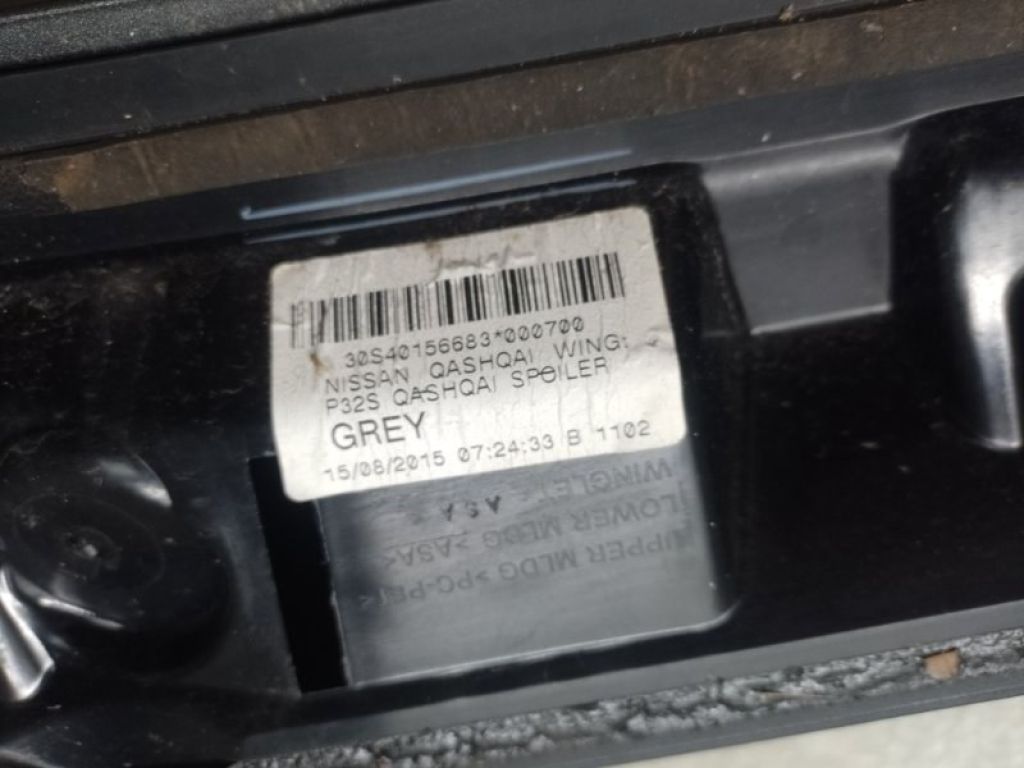 30S40156683*000700
NISSAN QASHQAI WING:
P32S QASHQAI SPOILER
GREY
15/08/2015 07:24:33 B 1102
UPPER MLDG >PC-PBT<
LOWER MLDG >ASA<
WINGLET
ASA